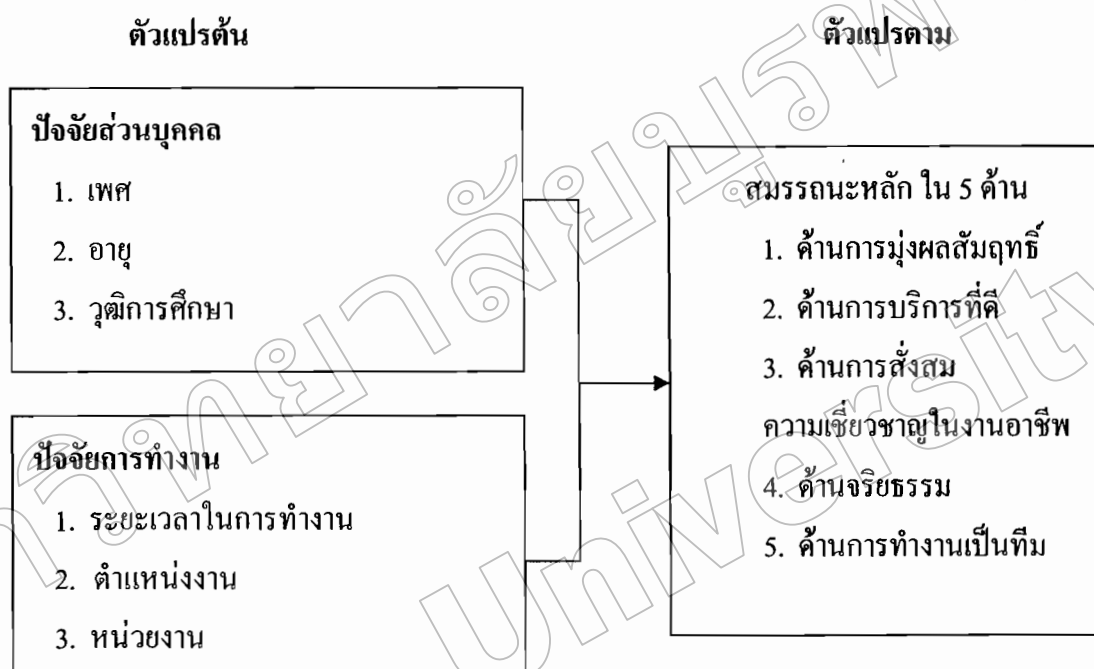 ตัวแปรต้น
ตัวแปรตาม
ปัจจัยส่วนบุคคล
1. เพศ
2. อายุ
3. วุฒิการศึกษา
ปัจจัยการทำงาน
1. ระยะเวลาในการทำงาน
2. ตำแหน่งงาน
3. หน่วยงาน
สมรรถนะหลัก ใน 5 ด้าน
1. ด้านการมุ่งผลสัมฤทธิ์
2. ด้านการบริการที่ดี
3. ด้านการสั่งสม
ความเชี่ยวชาญในงานอาชีพ
4. ด้านจริยธรรม
5. ด้านการทำงานเป็นทีม
วิทยาลัยบูรพ
University